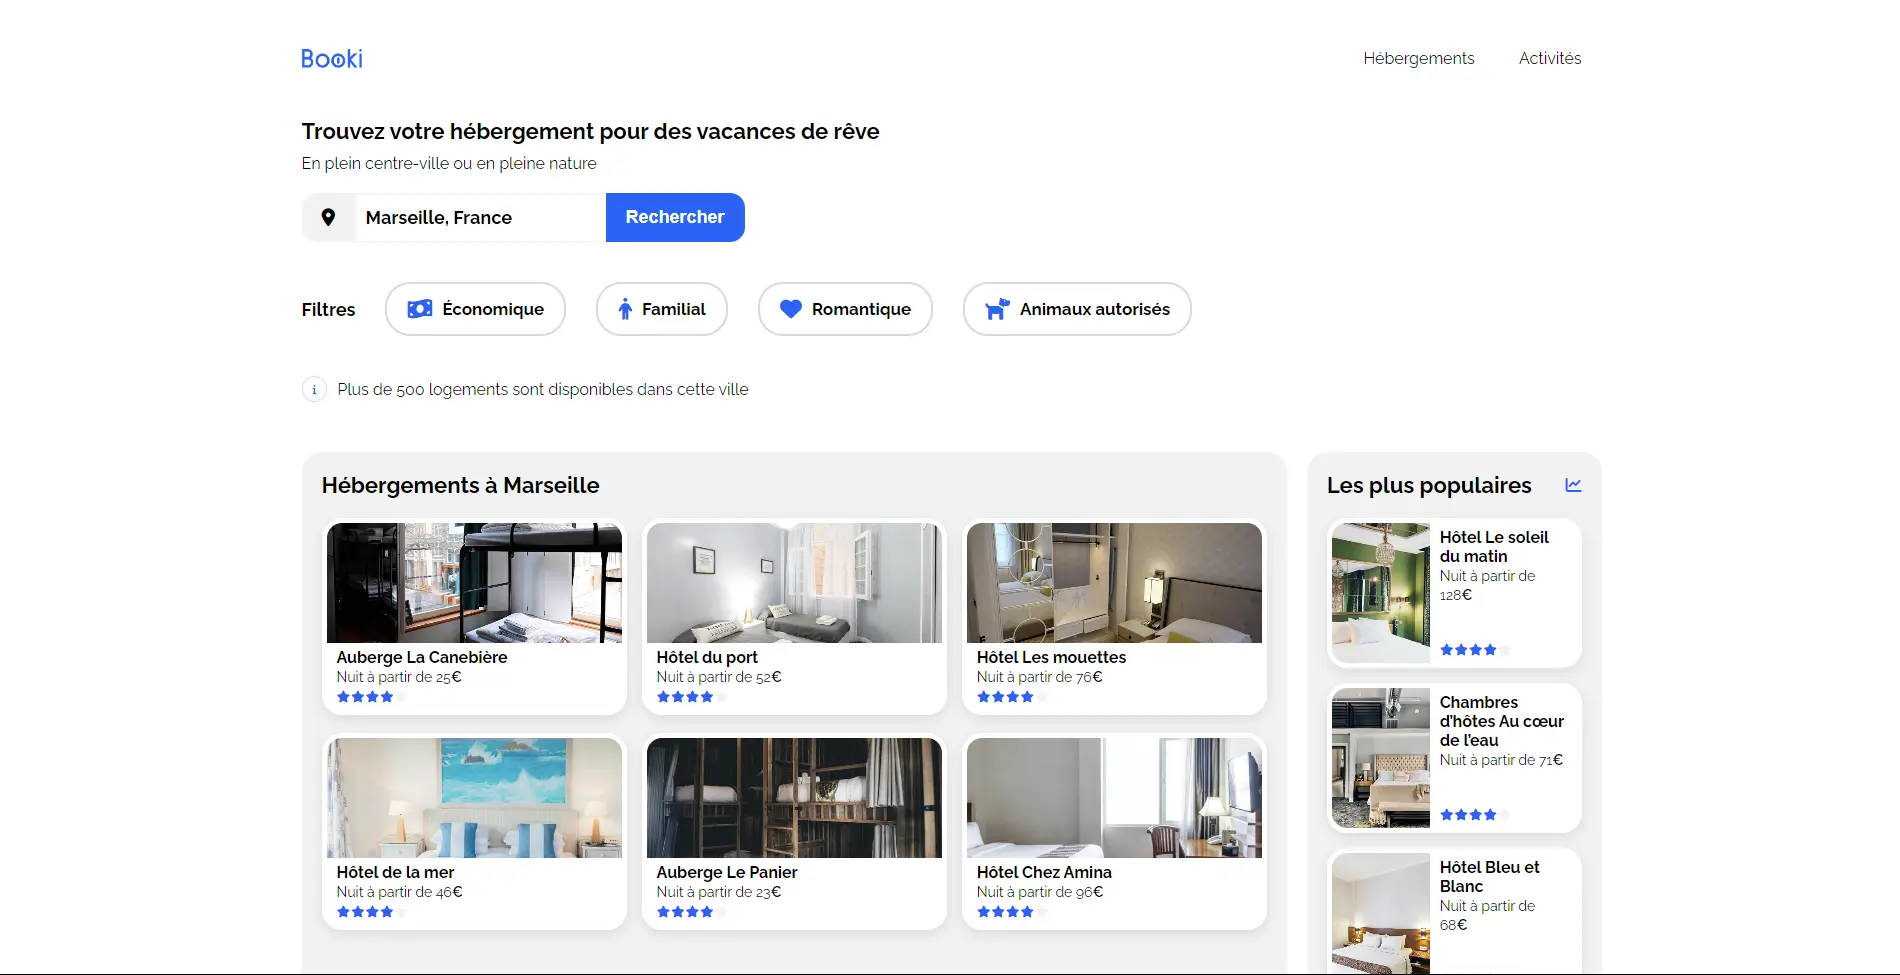 Booki
Hébergements
Activités
Trouvez votre hébergement pour des vacances de rêve
En plein centre-ville ou en pleine nature
Marseille, France
Rechercher
Filtres
Économique
Familial
Romantique
Animaux autorisés
i
Plus de 500 logements sont disponibles dans cette ville
Hébergements à Marseille
Auberge La Canebière
Nuit à partir de 25€
Hôtel du port
Nuit à partir de 52€
Hôtel Les mouettes
Nuit à partir de 76€
Hôtel de la mer
Nuit à partir de 46€
Auberge Le Panier
Nuit à partir de 23€
Hôtel Chez Amina
Nuit à partir de 96€
Les plus populaires
Hôtel Le soleil
du matin
Nuit à partir de
128€
Chambres
d'hôtes Au cœur
de l'eau
Nuit à partir de 71€
Hôtel Bleu et
Blanc
Nuit à partir de
68€